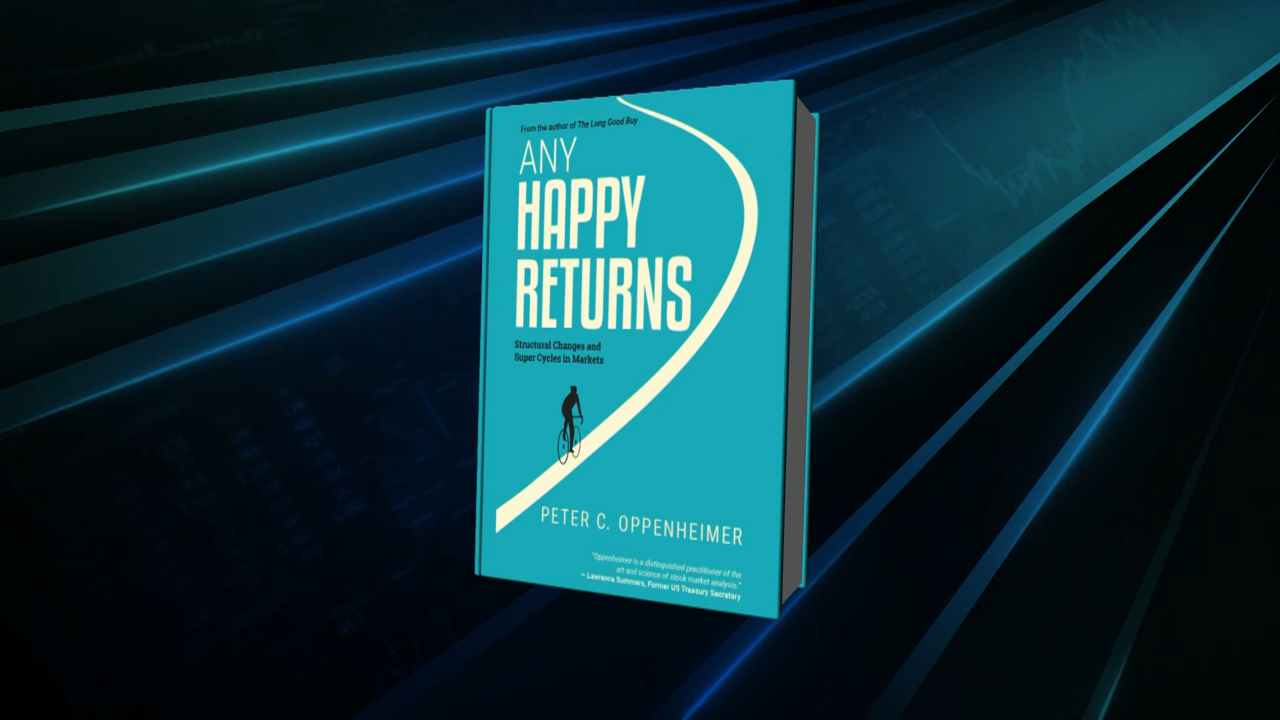 From the author of The Long Good Buy
ANY
HAPPY
RETURNS
Structural Changes and
Super Cycles in Markets
PETER C. OPPENHEIMER
"Oppenheimer is a distinguished practitioner of the
art and science of stock market analysis."
— Lawrence Summers, Former US Treasury Secretary